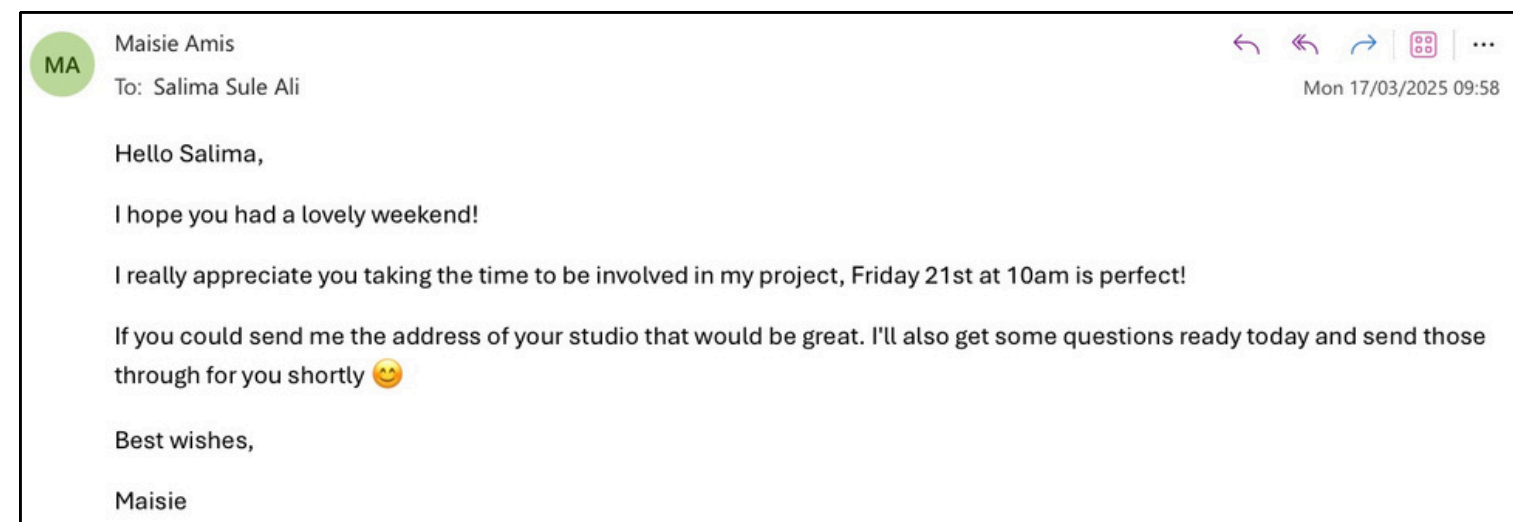 MA
Maisie Amis
To: Salima Sule Ali
Mon 17/03/2025 09:58
Hello Salima,
I hope you had a lovely weekend!
I really appreciate you taking the time to be involved in my project, Friday 21st at 10am is perfect!
If you could send me the address of your studio that would be great. I'll also get some questions ready today and send those
through for you shortly 😊
Best wishes,
Maisie